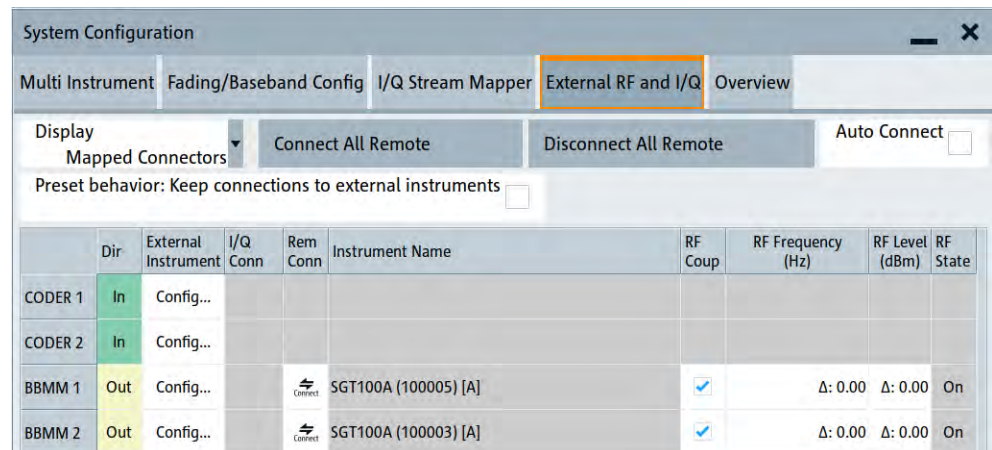 System Configuration
Multi Instrument Fading/Baseband Config I/Q Stream Mapper External RF and I/Q Overview
Display
Mapped Connectors
Connect All Remote
Disconnect All Remote
Auto Connect
Preset behavior: Keep connections to external instruments
Dir External Instrument I/Q Conn Rem Conn Instrument Name RF Coup RF Frequency (Hz) RF Level (dBm) RF State
CODER 1 In Config...
CODER 2 In Config...
BBMM 1 Out Config... Connect SGT100A (100005) [A] Δ: 0.00 Δ: 0.00 On
BBMM 2 Out Config... Connect SGT100A (100003) [A] Δ: 0.00 Δ: 0.00 On